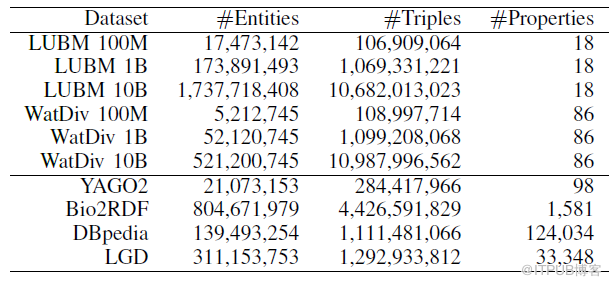 Dataset #Entities #Triples #Properties
LUBM 100M 17,473,142 106,909,064 18
LUBM 1B 173,891,493 1,069,331,221 18
LUBM 10B 1,737,718,408 10,682,013,023 18
WatDiv 100M 5,212,745 108,997,714 86
WatDiv 1B 52,120,745 1,099,208,068 86
WatDiv 10B 521,200,745 10,987,996,562 86
YAGO2 21,073,153 284,417,966 98
Bio2RDF 804,671,979 4,426,591,829 1,581
DBpedia 139,493,254 1,111,481,066 124,034
LGD 311,153,753 1,292,933,812 33,348
@ITPUB博客